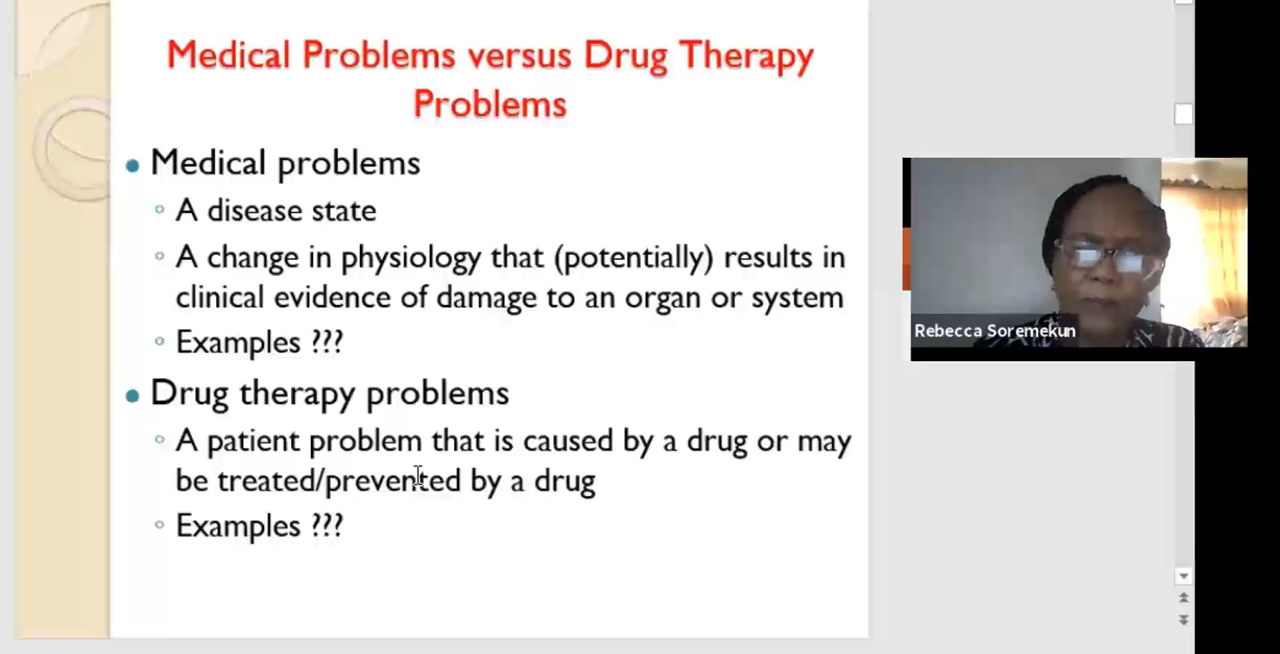 Medical Problems versus Drug Therapy
Problems
Medical problems
A disease state
A change in physiology that (potentially) results in
clinical evidence of damage to an organ or system
Examples ???
Drug therapy problems
A patient problem that is caused by a drug or may
be treated/prevented by a drug
Examples ???
Rebecca Soremekun